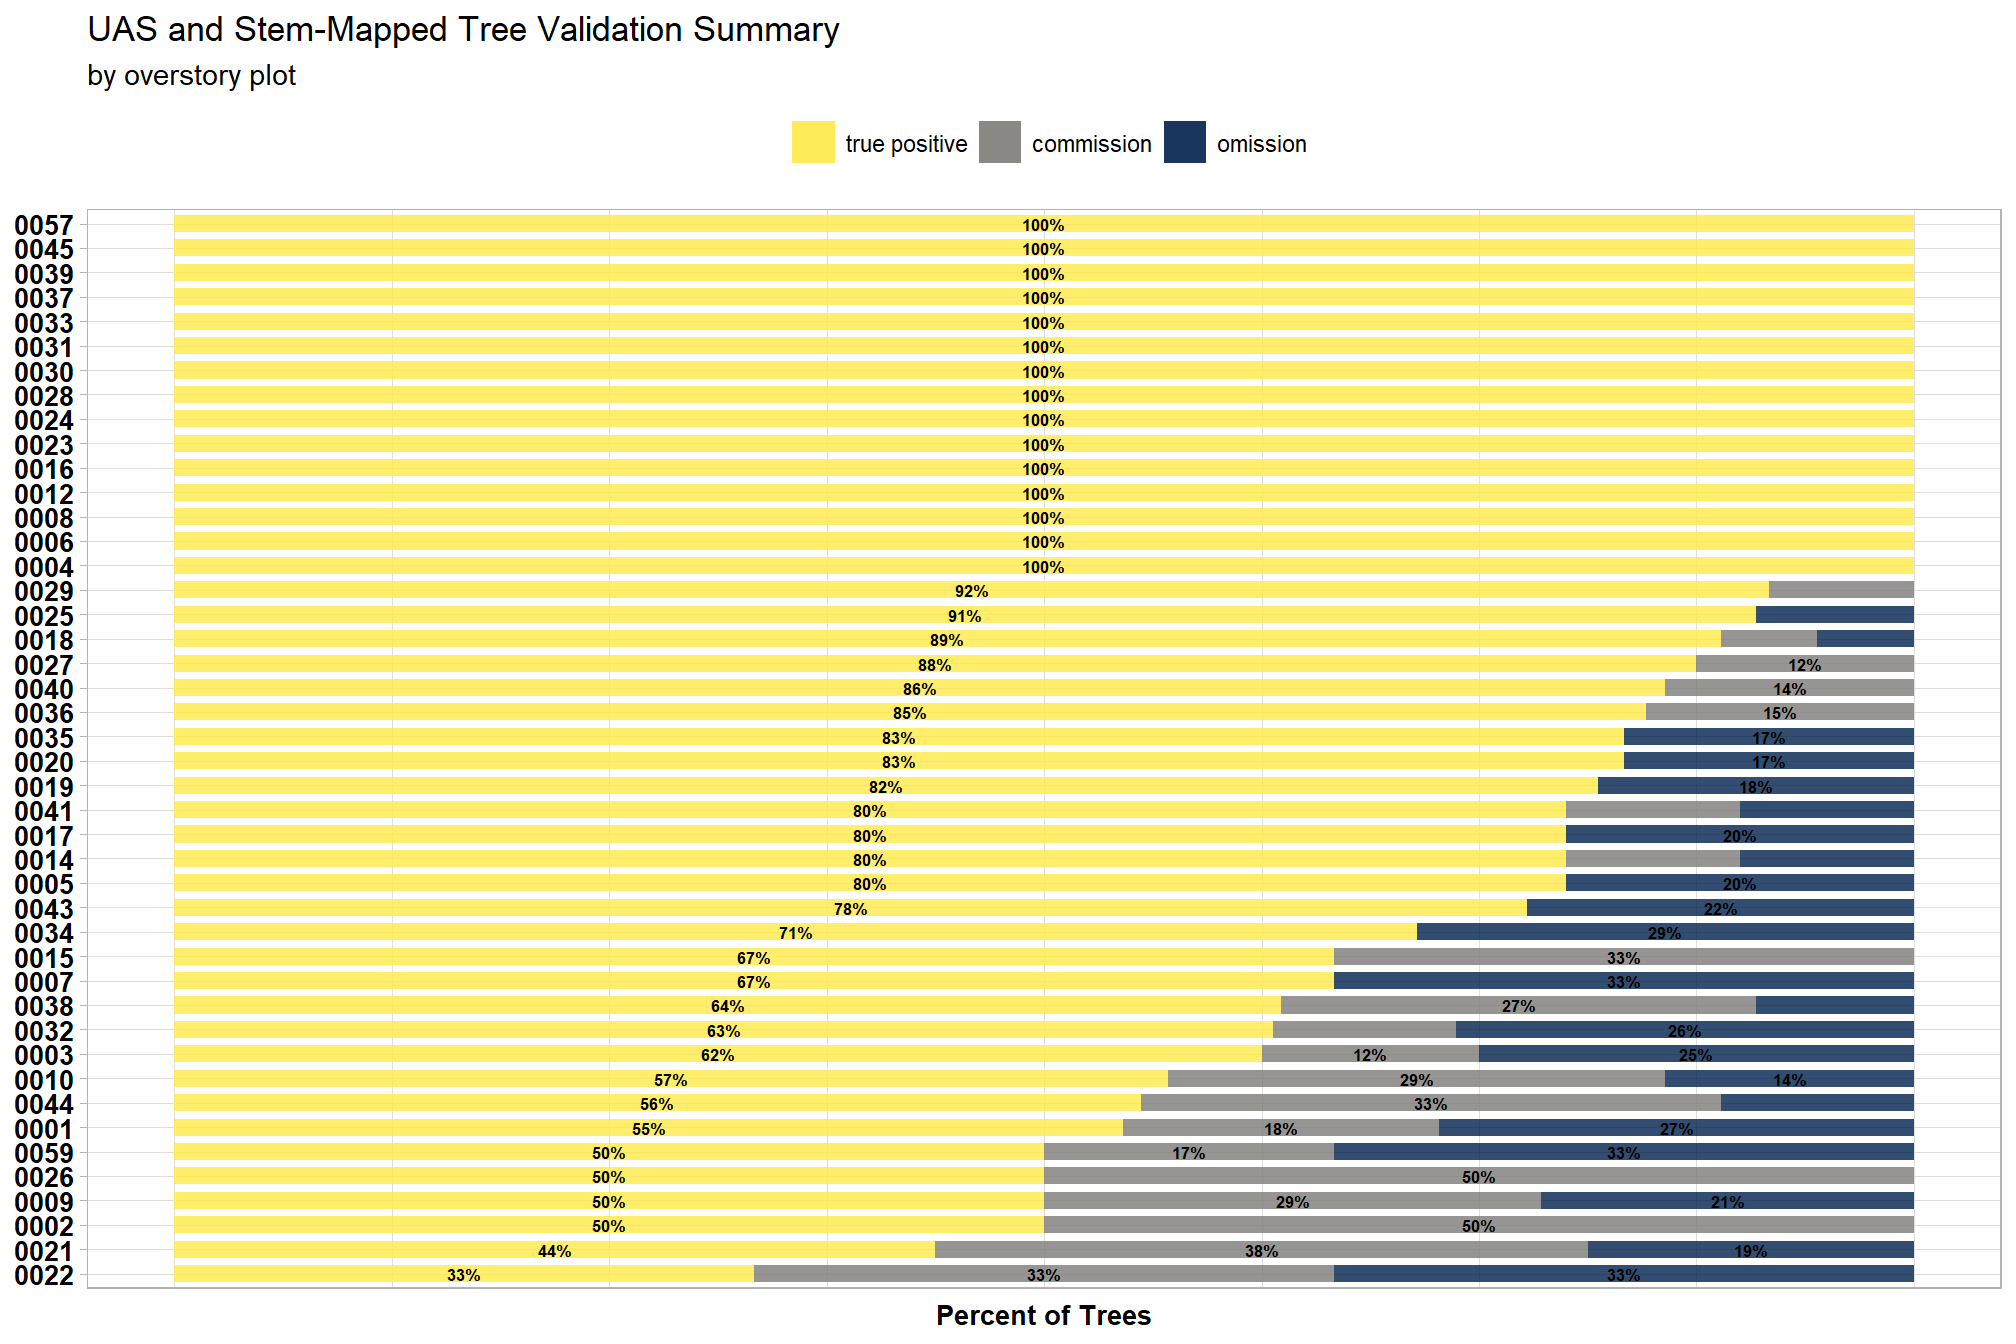 UAS and Stem-Mapped Tree Validation Summary
by overstory plot
true positive commission omission
0057 100%
0045 100%
0039 100%
0037 100%
0033 100%
0031 100%
0030 100%
0028 100%
0024 100%
0023 100%
0016 100%
0012 100%
0008 100%
0006 100%
0004 100%
0029 92%
0025 91%
0018 89%
0027 88% 12%
0040 86% 14%
0036 85% 15%
0035 83% 17%
0020 83% 17%
0019 82% 18%
0041 80%
0017 80% 20%
0014 80%
0005 80% 20%
0043 78% 22%
0034 71% 29%
0015 67% 33%
0007 67% 33%
0038 64% 27%
0032 63% 26%
0003 62% 12% 25%
0010 57% 29% 14%
0044 56% 33%
0001 55% 18% 27%
0059 50% 17% 33%
0026 50% 50%
0009 50% 29% 21%
0002 50% 50%
0021 44% 38% 19%
0022 33% 33% 33%
Percent of Trees